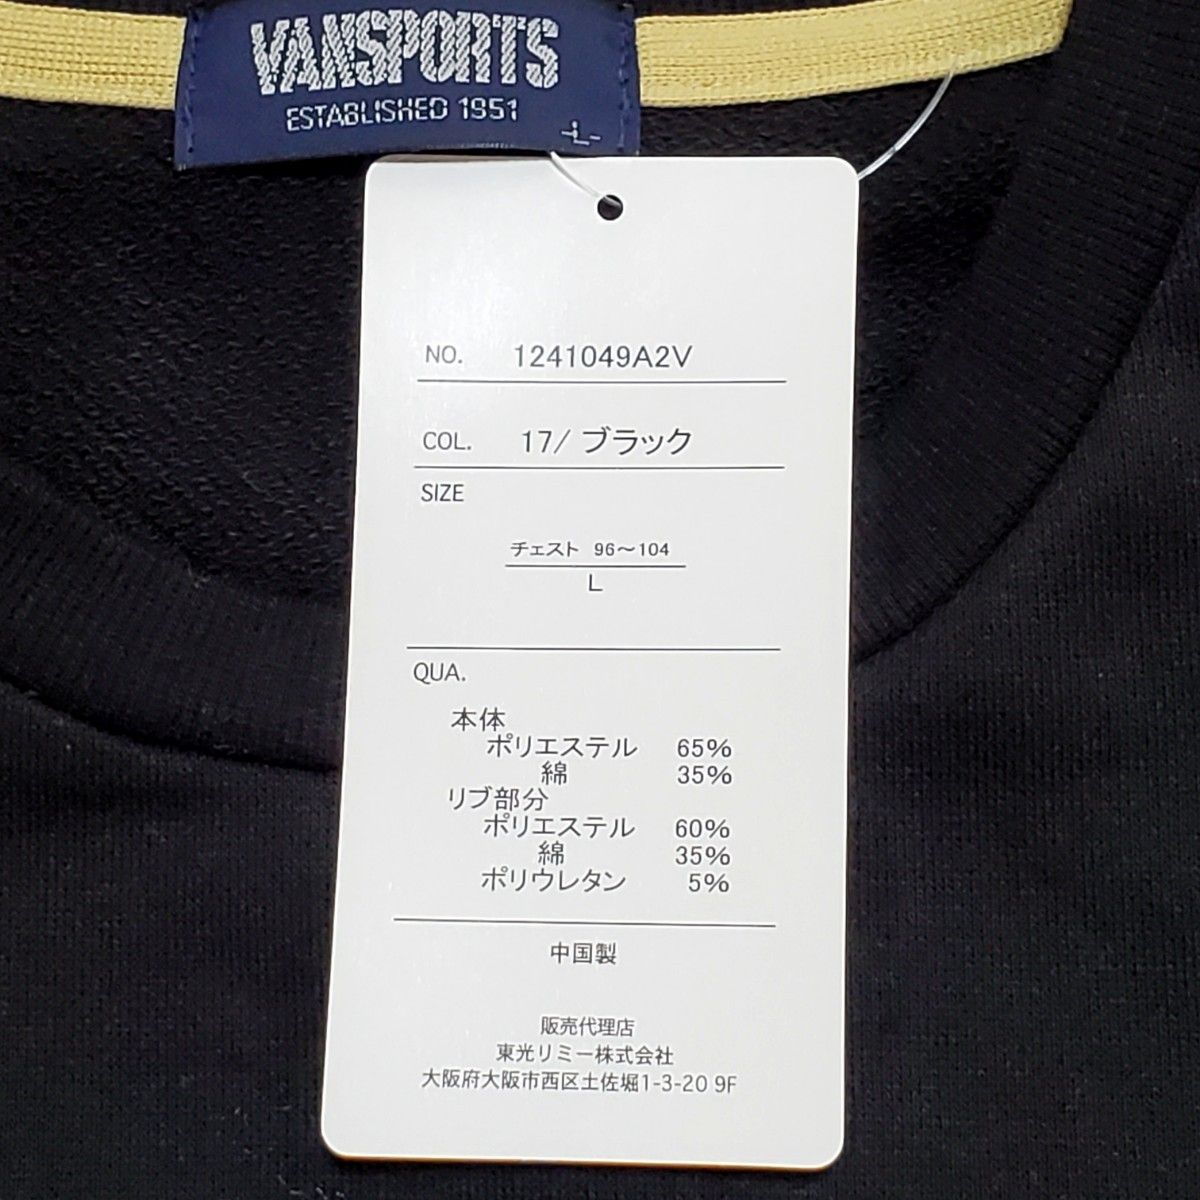 VANSPORTS
ESTABLISHED 1951
-L-
NO. 1241049A2V
COL. 17/ ブラック
SIZE
チェスト 96～104
L
QUA.
本体
ポリエステル 65%
綿 35%
リブ部分
ポリエステル 60%
綿 35%
ポリウレタン 5%
中国製
販売代理店
東光リミー株式会社
大阪府大阪市西区土佐堀1-3-20 9F